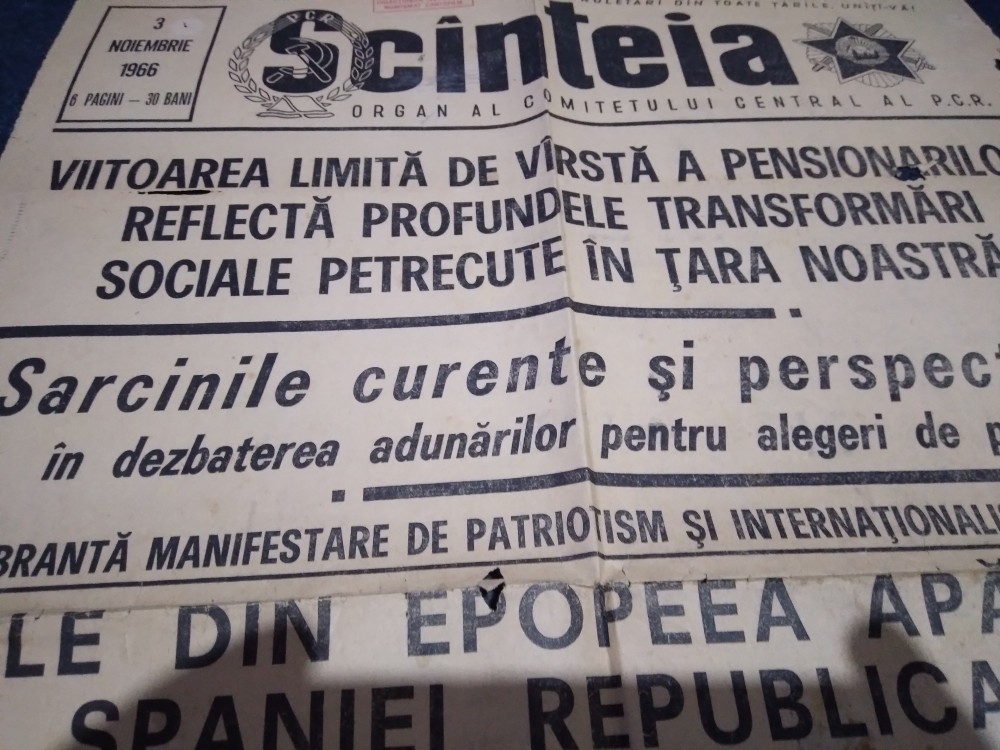 PROLETARI DIN TOATE ȚĂRILE, UNIȚI-VĂ!
3
NOIEMBRIE
1966
6 PAGINI — 30 BANI
PCR
Scînteia
ORGAN AL COMITETULUI CENTRAL AL P.C.R.
VIITOAREA LIMITĂ DE VÎRSTĂ A PENSIONARILO
REFLECTĂ PROFUNDELE TRANSFORMĂRI
SOCIALE PETRECUTE ÎN ȚARA NOASTRĂ
Sarcinile curente și perspect
în dezbaterea adunărilor pentru alegeri de p
BRANTĂ MANIFESTARE DE PATRIOTISM ȘI INTERNAȚIONALI
LE DIN EPOPEEA APĂ
SPANIEI REPUBLICA